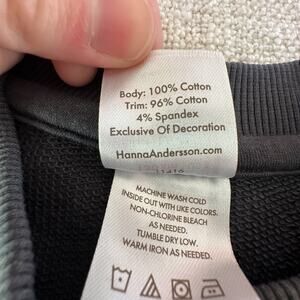 Body: 100% Cotton
Trim: 96% Cotton
4% Spandex
Exclusive Of Decoration
HannaAndersson.com
MACHINE WASH COLD
INSIDE OUT WITH LIKE COLORS.
NON-CHLORINE BLEACH
AS NEEDED.
TUMBLE DRY LOW.
WARM IRON AS NEEDED.